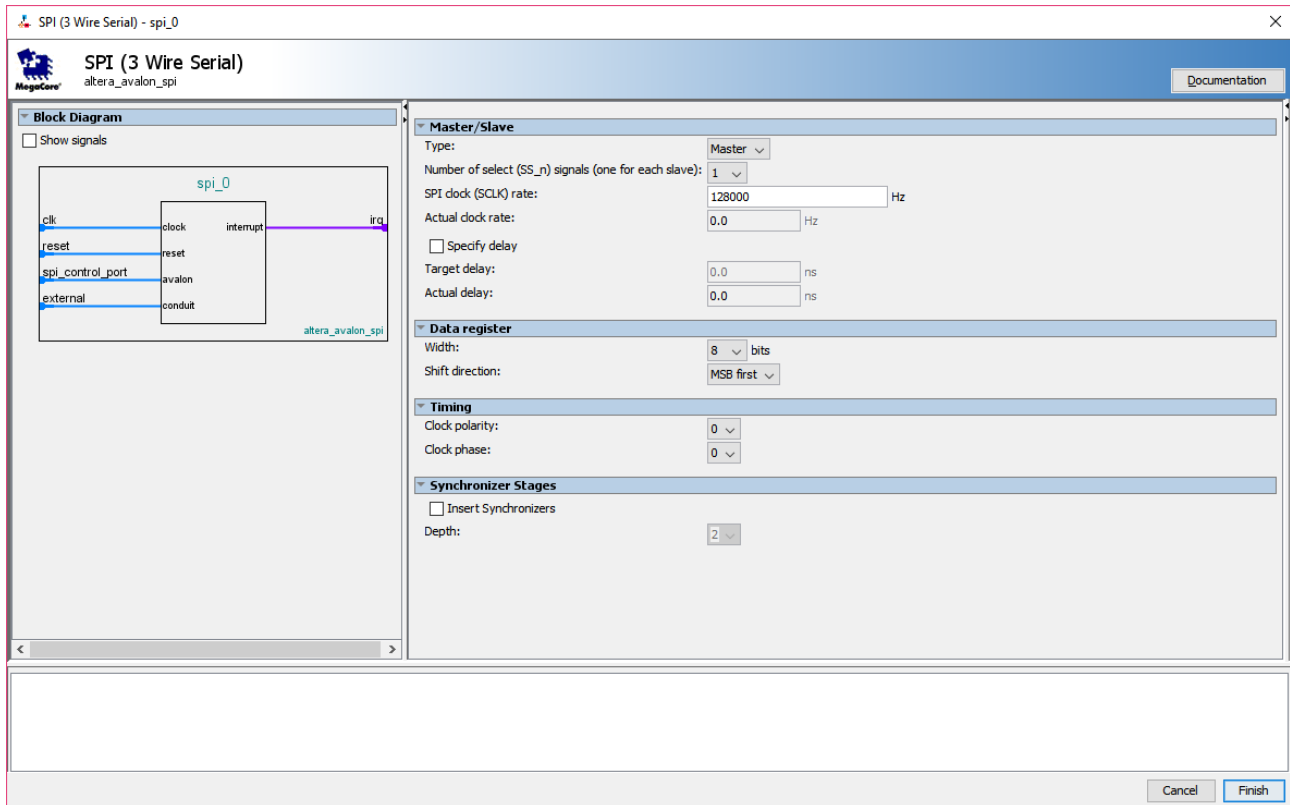 SPI (3 Wire Serial) - spi_0
SPI (3 Wire Serial)
altera_avalon_spi
MegaCore®
Documentation
Block Diagram
Show signals
spi_0
clk
clock
interrupt
irq
reset
reset
spi_control_port
avalon
external
conduit
altera_avalon_spi
Master/Slave
Type: Master
Number of select (SS_n) signals (one for each slave): 1
SPI clock (SCLK) rate: 128000 Hz
Actual clock rate: 0.0 Hz
Specify delay
Target delay: 0.0 ns
Actual delay: 0.0 ns
Data register
Width: 8 bits
Shift direction: MSB first
Timing
Clock polarity: 0
Clock phase: 0
Synchronizer Stages
Insert Synchronizers
Depth: 2
Cancel Finish